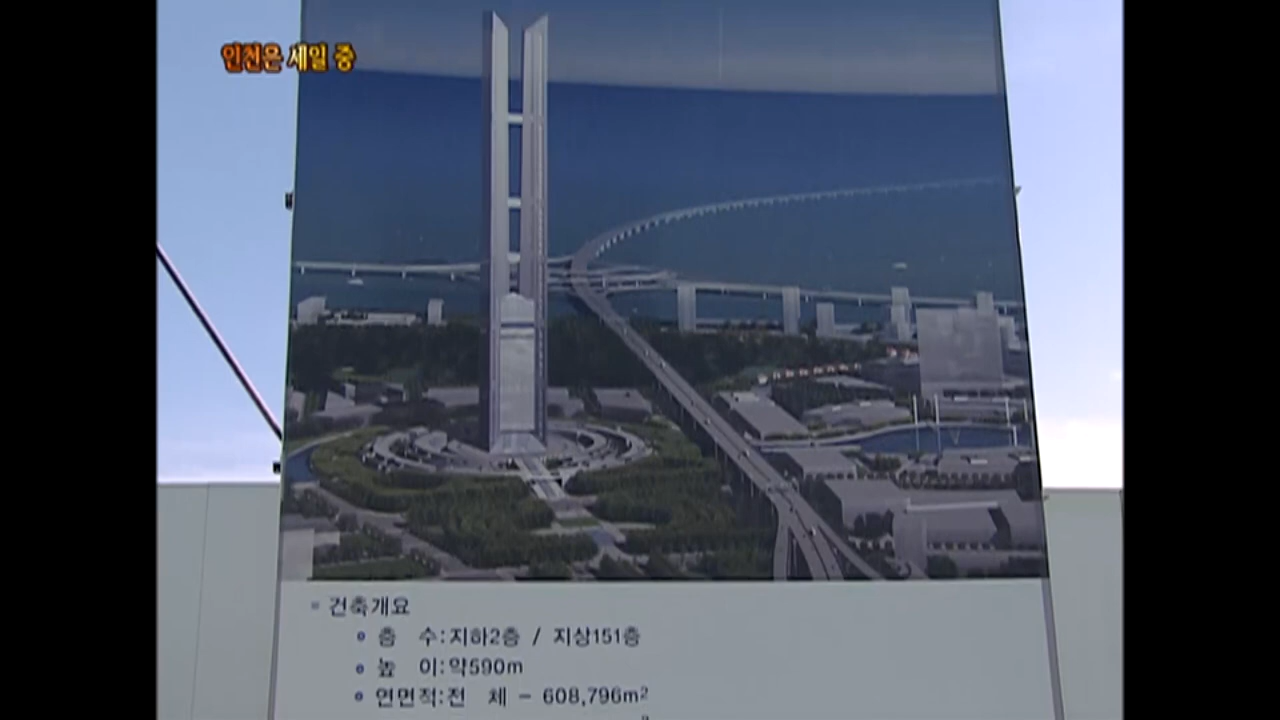 인천은 세일 중
건축개요
층 수:지하2층 / 지상151층
높 이:약590m
연면적:전 체 - 608,796m²